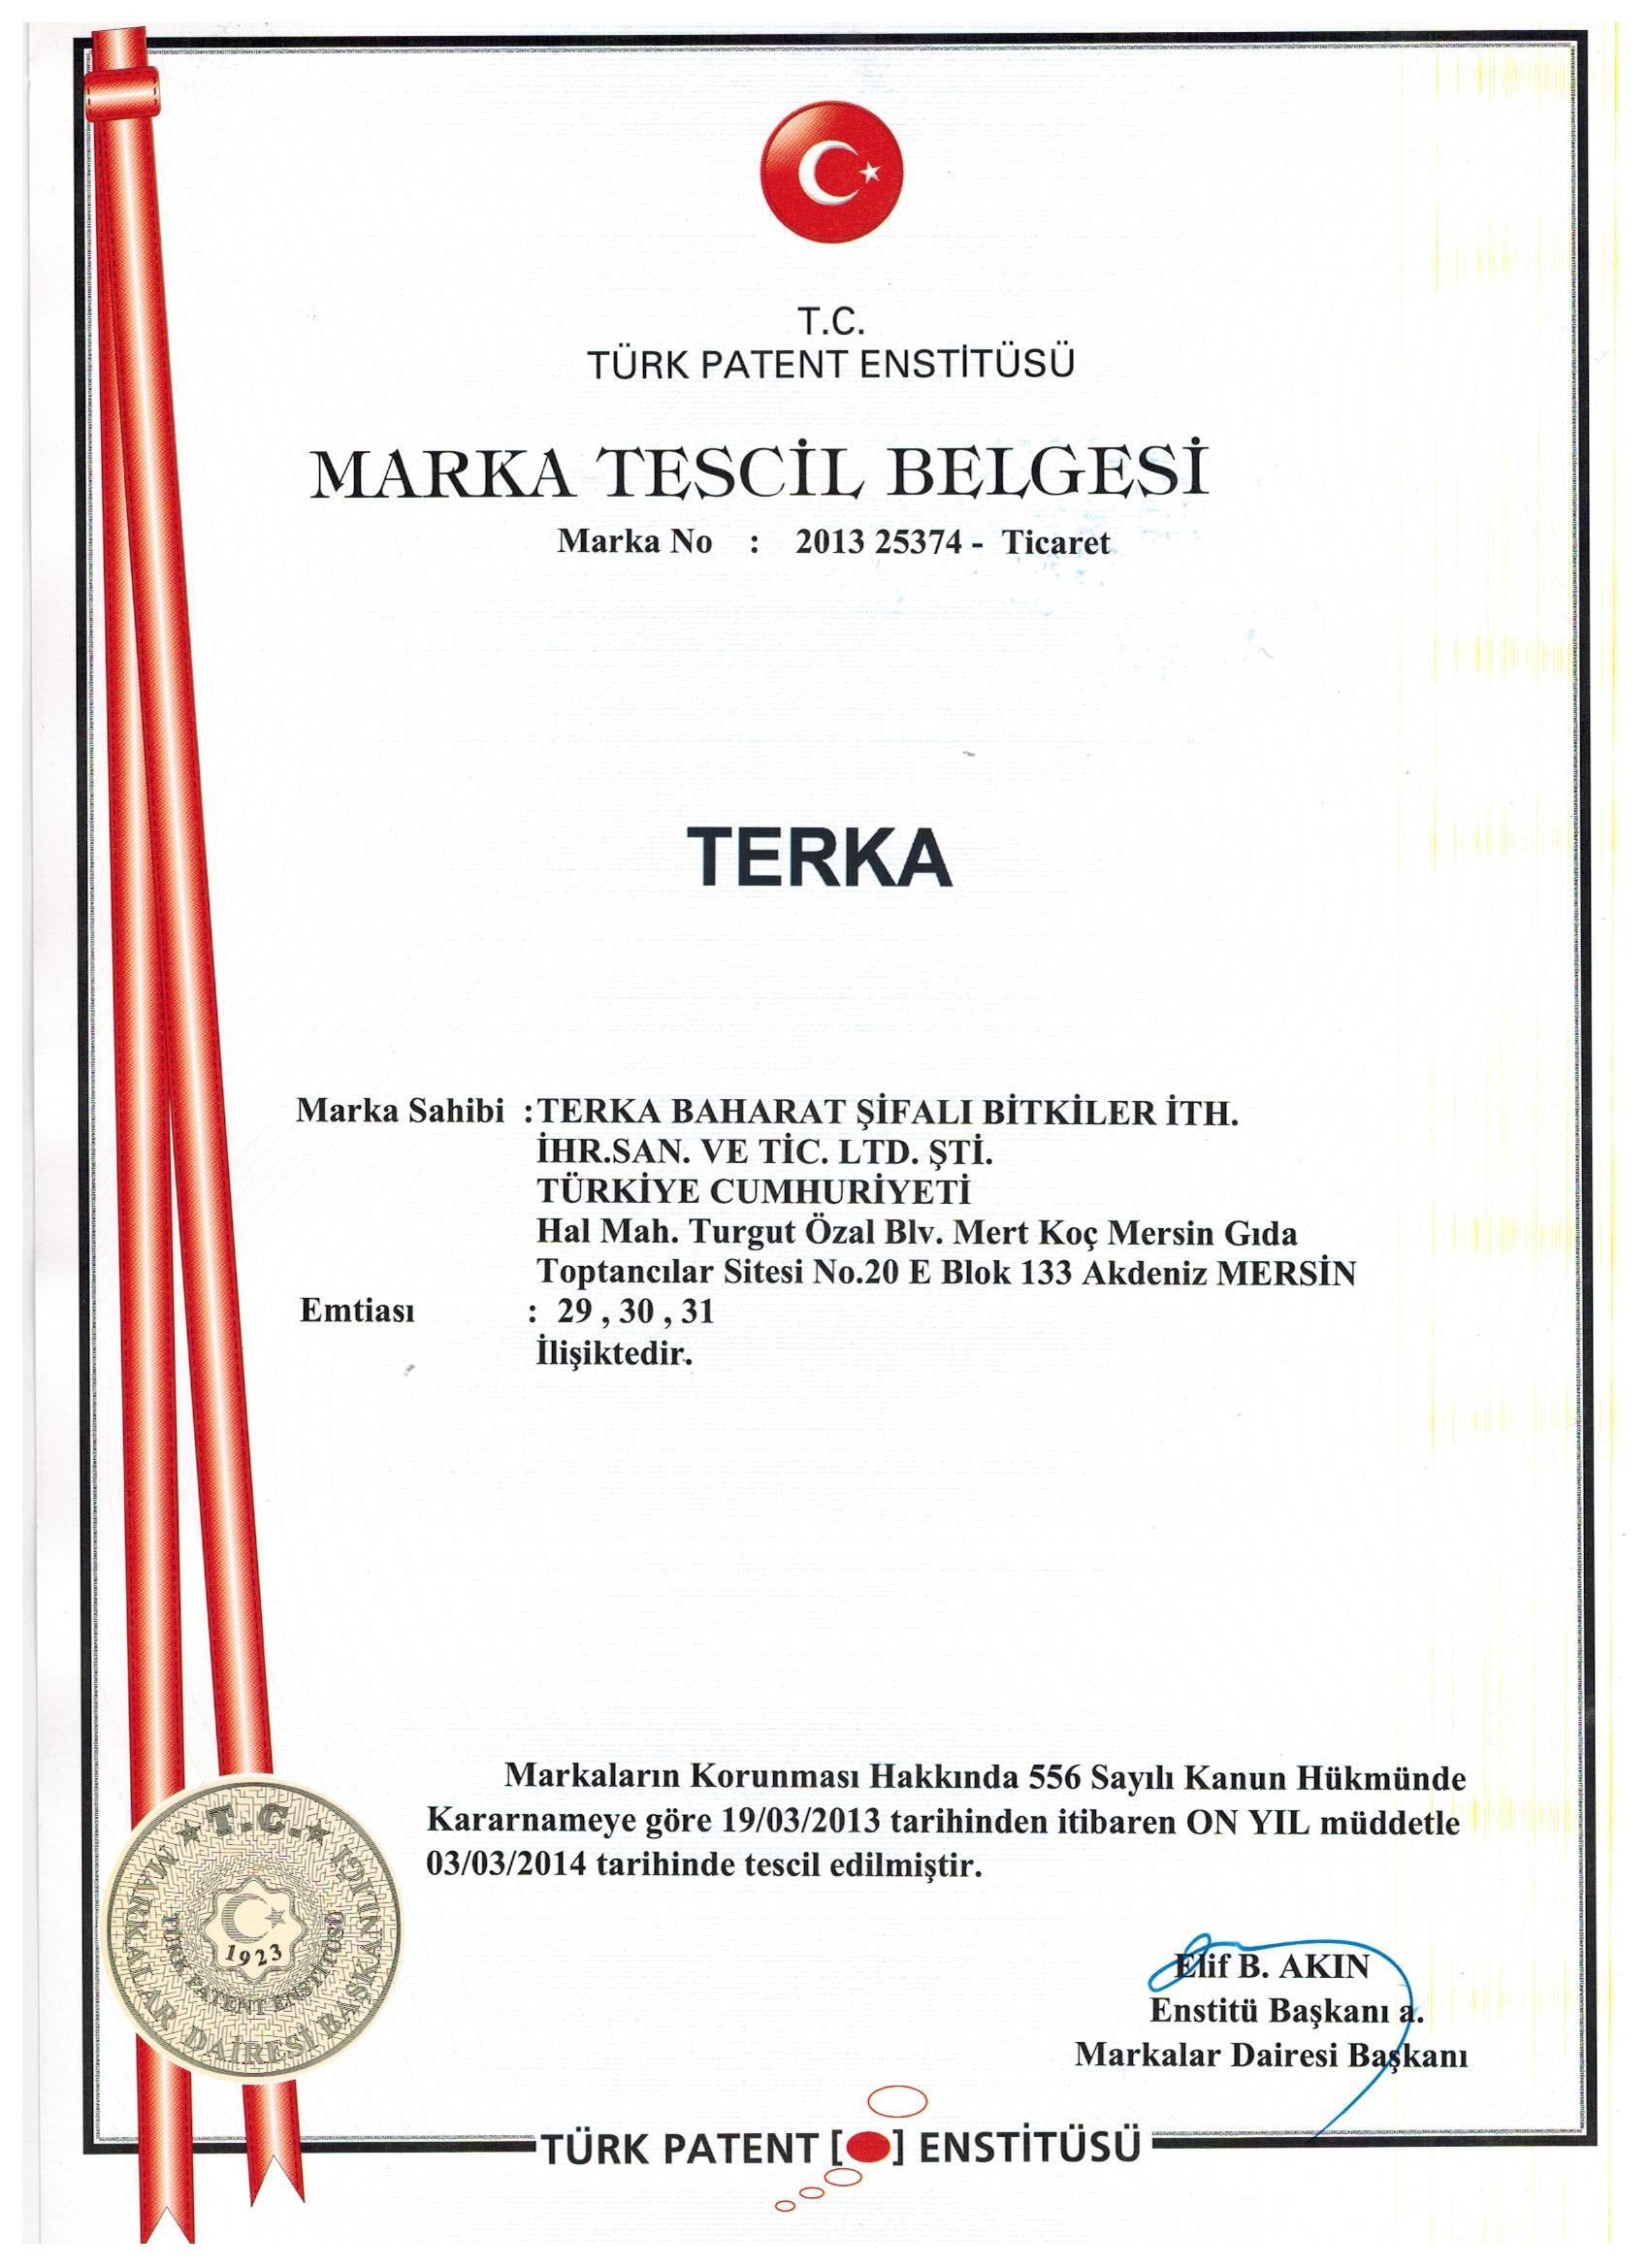 T.C.
TÜRK PATENT ENSTİTÜSÜ
MARKA TESCİL BELGESİ
Marka No : 2013 25374 - Ticaret
TERKA
Marka Sahibi :TERKA BAHARAT ŞİFALI BİTKİLER İTH.
İHR.SAN. VE TİC. LTD. ŞTİ.
TÜRKİYE CUMHURİYETİ
Hal Mah. Turgut Özal Blv. Mert Koç Mersin Gıda
Toptancılar Sitesi No.20 E Blok 133 Akdeniz MERSİN
Emtiası : 29 , 30 , 31
İlişiktedir.
Markaların Korunması Hakkında 556 Sayılı Kanun Hükmünde
Kararnameye göre 19/03/2013 tarihinden itibaren ON YIL müddetle
03/03/2014 tarihinde tescil edilmiştir.
T.C.
MARKALAR DAİRESİ BAŞKANLIĞI
TÜRK PATENT ENSTİTÜSÜ
1923
Elif B. AKIN
Enstitü Başkanı a.
Markalar Dairesi Başkanı
TÜRK PATENT [ ] ENSTİTÜSÜ